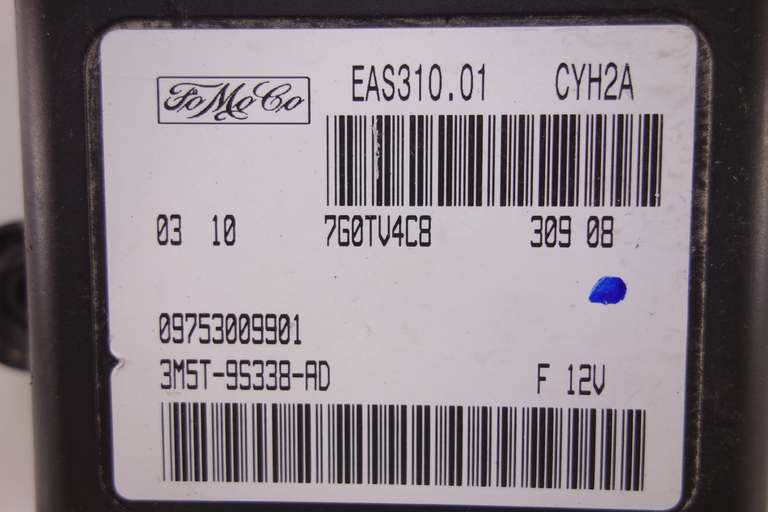 FoMoCo EAS310.01 CYH2A
03 10 7G0TV4C8 309 08
09753009901
3M5T-9S338-AD F 12V